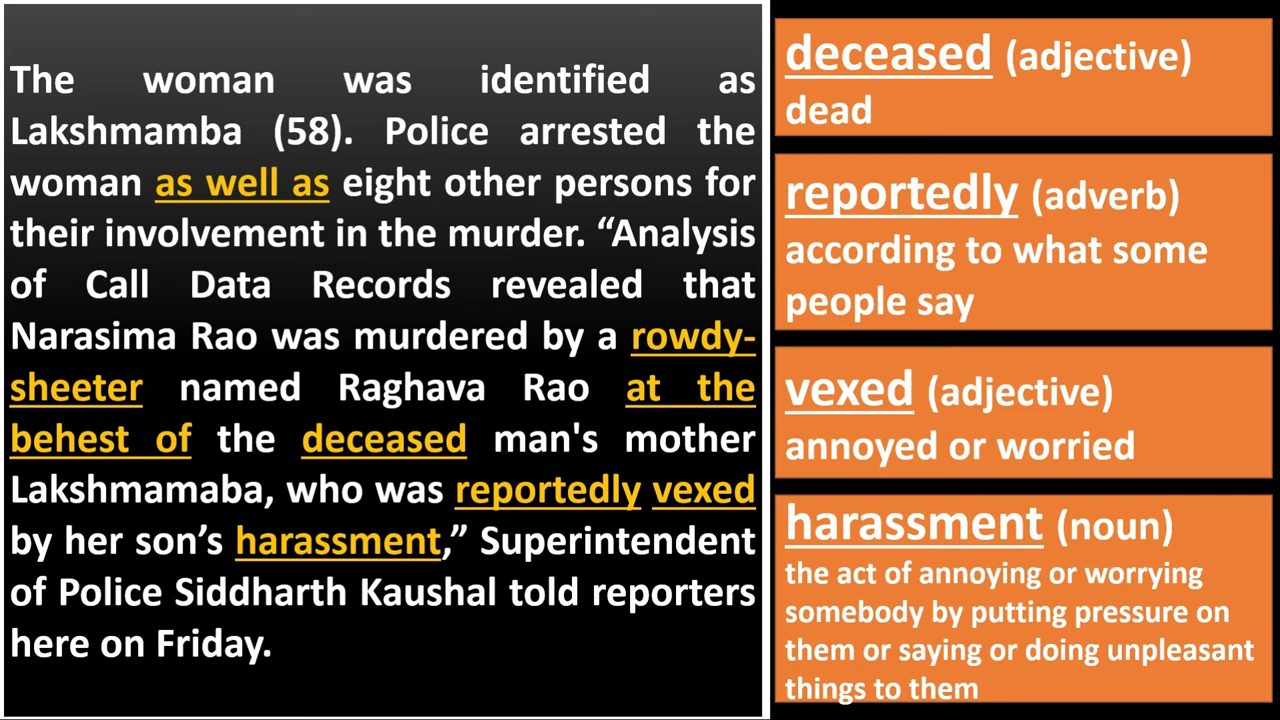 The woman was identified as
Lakshmamba (58). Police arrested the
woman as well as eight other persons for
their involvement in the murder. “Analysis
of Call Data Records revealed that
Narasima Rao was murdered by a rowdy-
sheeter named Raghava Rao at the
behest of the deceased man's mother
Lakshmamaba, who was reportedly vexed
by her son’s harassment,” Superintendent
of Police Siddharth Kaushal told reporters
here on Friday.
deceased (adjective)
dead
reportedly (adverb)
according to what some
people say
vexed (adjective)
annoyed or worried
harassment (noun)
the act of annoying or worrying
somebody by putting pressure on
them or saying or doing unpleasant
things to them